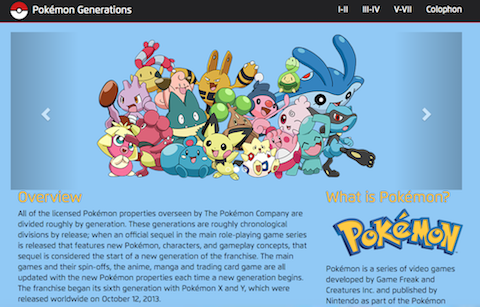 Pokémon Generations
I-II III-IV V-VII Colophon
Overview
All of the licensed Pokémon properties overseen by The Pokémon Company are
divided roughly by generation. These generations are roughly chronological
divisions by release; when an official sequel in the main role-playing game series
is released that features new Pokémon, characters, and gameplay concepts, that
sequel is considered the start of a new generation of the franchise. The main
games and their spin-offs, the anime, manga and trading card game are all
updated with the new Pokémon properties each time a new generation begins.
The franchise began its sixth generation with Pokémon X and Y, which were
released worldwide on October 12, 2013.
What is Pokémon?
POKéMON
Pokémon is a series of video games
developed by Game Freak and
Creatures Inc. and published by
Nintendo as part of the Pokémon